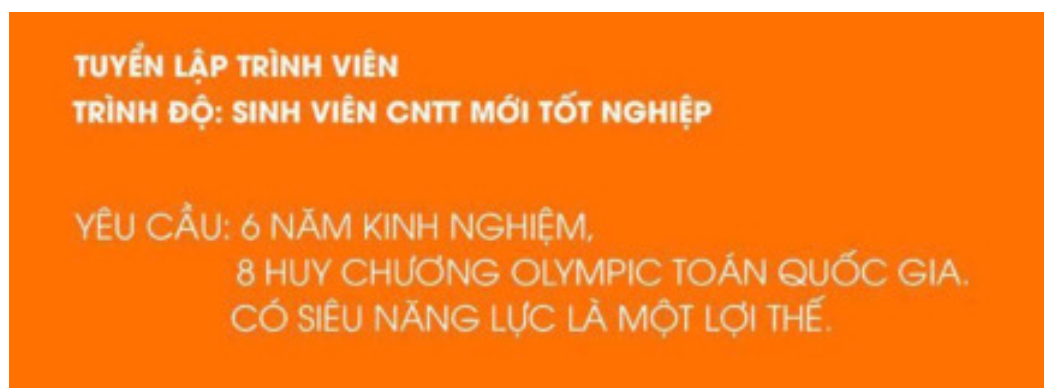 TUYỂN LẬP TRÌNH VIÊN
TRÌNH ĐỘ: SINH VIÊN CNTT MỚI TỐT NGHIỆP
YÊU CẦU: 6 NĂM KINH NGHIỆM,
8 HUY CHƯƠNG OLYMPIC TOÁN QUỐC GIA.
CÓ SIÊU NĂNG LỰC LÀ MỘT LỢI THẾ.